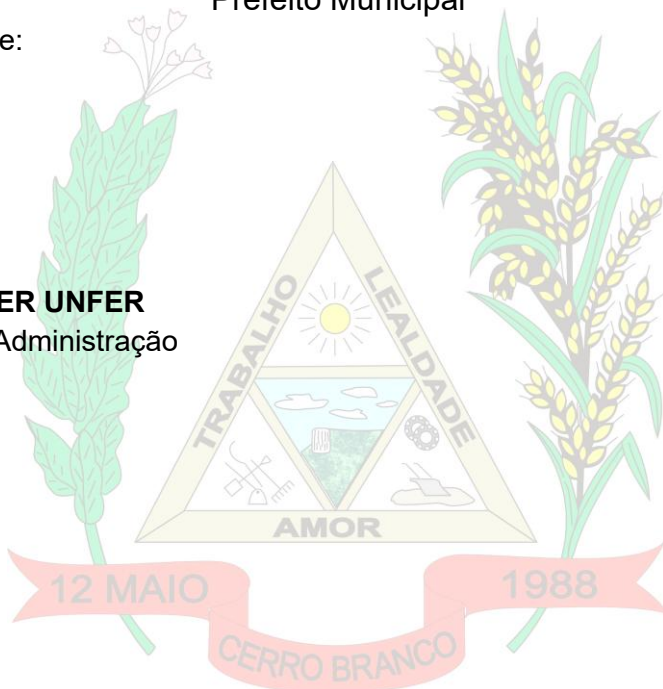 Prefeito Municipal
e:
ER UNFER
Administração
TRABALHO
LEALDADE
AMOR
12 MAIO
1988
CERRO BRANCO